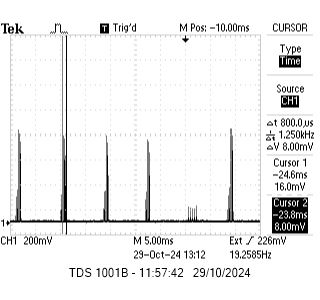 Tek
T Trig'd
M Pos: -10.00ms
CURSOR
Type
Time
Source
CH1
Δt 800.0us
1/Δt 1.250kHz
ΔV 8.00mV
Cursor 1
-24.6ms
16.0mV
Cursor 2
-23.8ms
8.00mV
1
CH1 200mV
M 5.00ms
Ext / 226mV
29-Oct-24 13:12
19.2585Hz
TDS 1001B - 11:57:42 29/10/2024